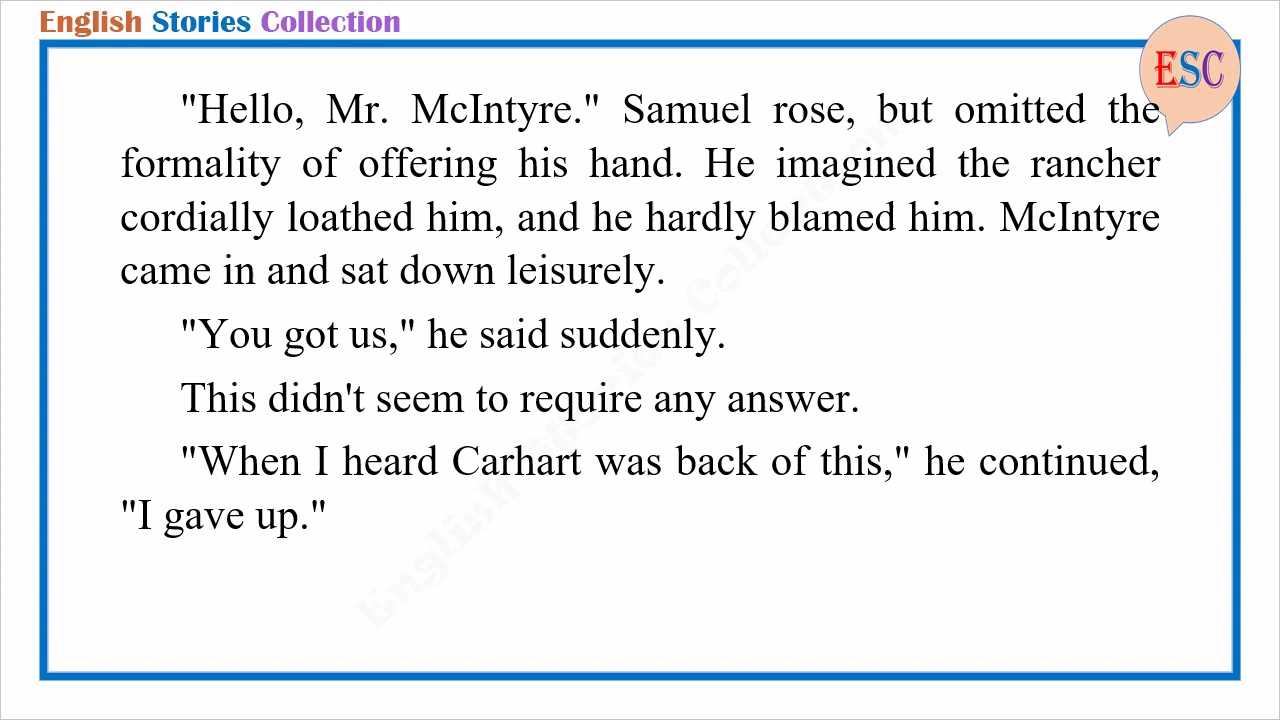 English Stories Collection
ESC
"Hello, Mr. McIntyre." Samuel rose, but omitted the
formality of offering his hand. He imagined the rancher
cordially loathed him, and he hardly blamed him. McIntyre
came in and sat down leisurely.
"You got us," he said suddenly.
This didn't seem to require any answer.
"When I heard Carhart was back of this," he continued,
"I gave up."
English Stories Collection